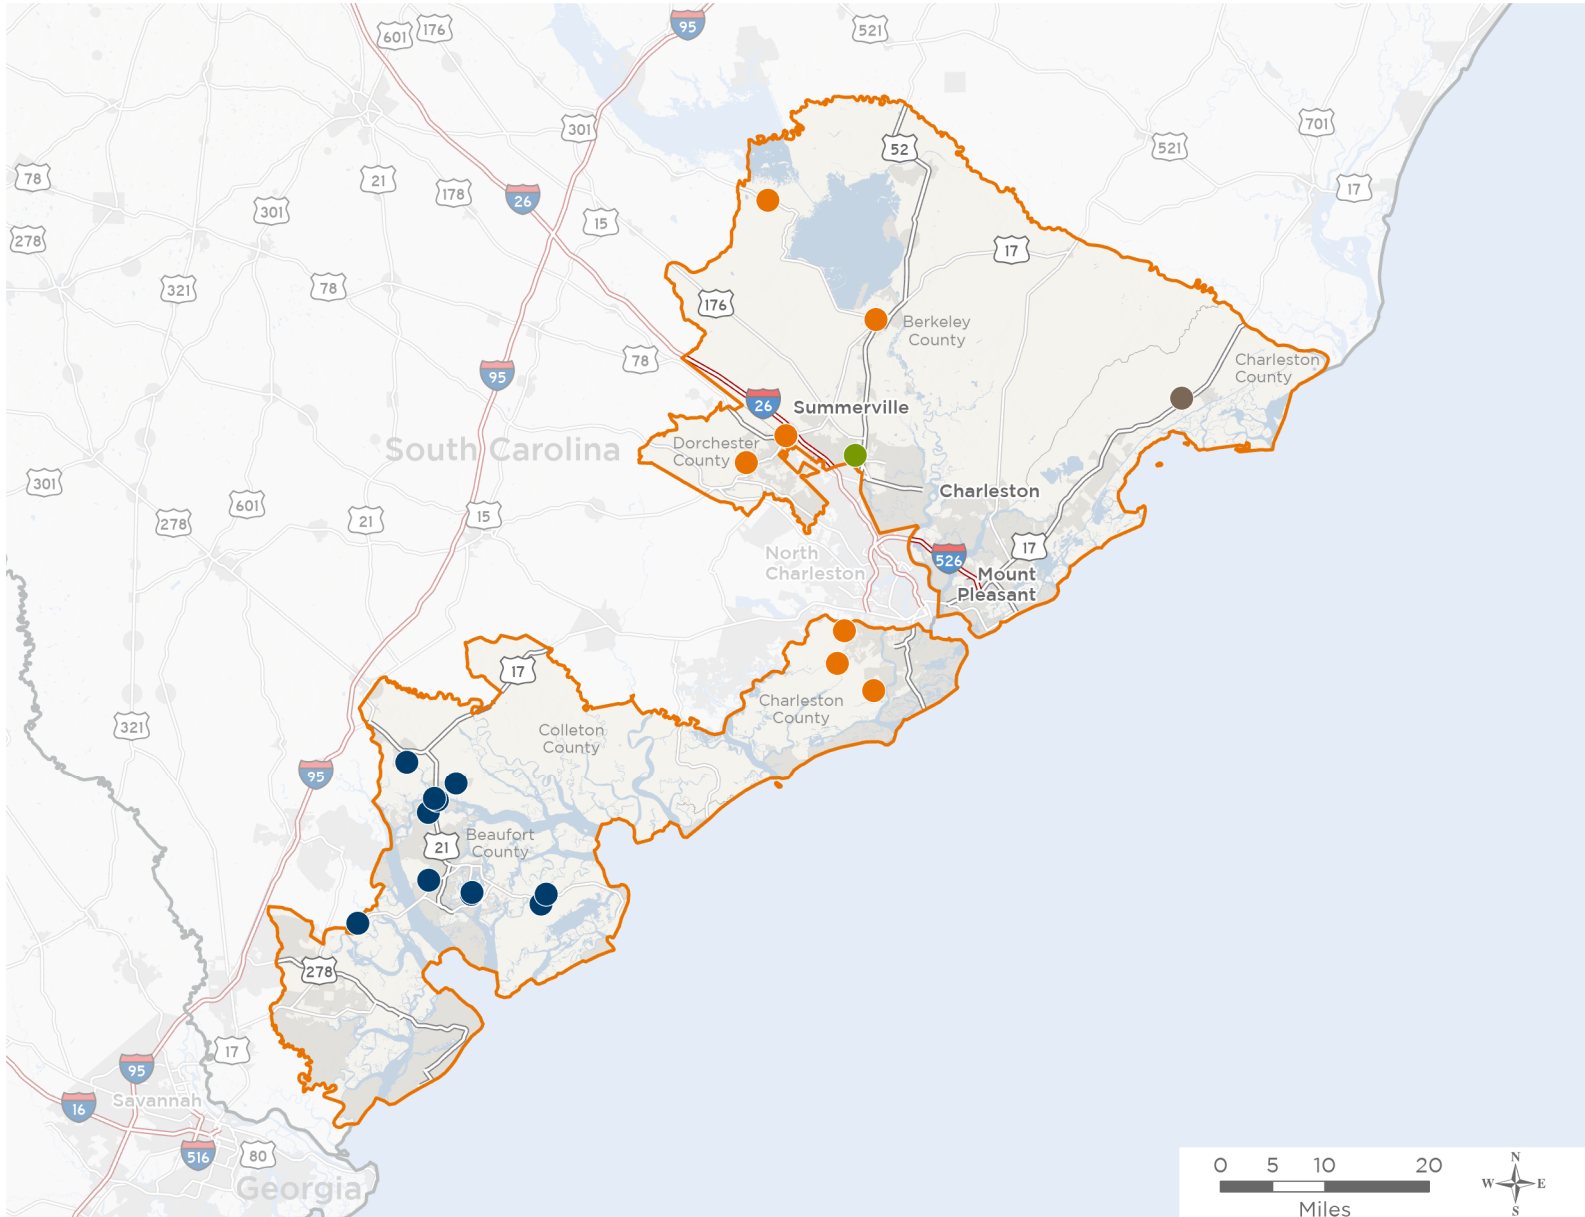 95
601
176
521
301
52
701
521
78
21
178
26
301
15
17
278
17
321
78
176
Berkeley
County
78
95
Charleston
County
26
Summerville
South Carolina
Dorchester
County
301
Charleston
601
278
21
15
North
Charleston
526
17
Mount
Pleasant
17
Charleston
County
321
Colleton
County
95
21
Beaufort
County
278
17
95
Savannah
16
516
80
Georgia
0 5 10 20
Miles
N
W E
S